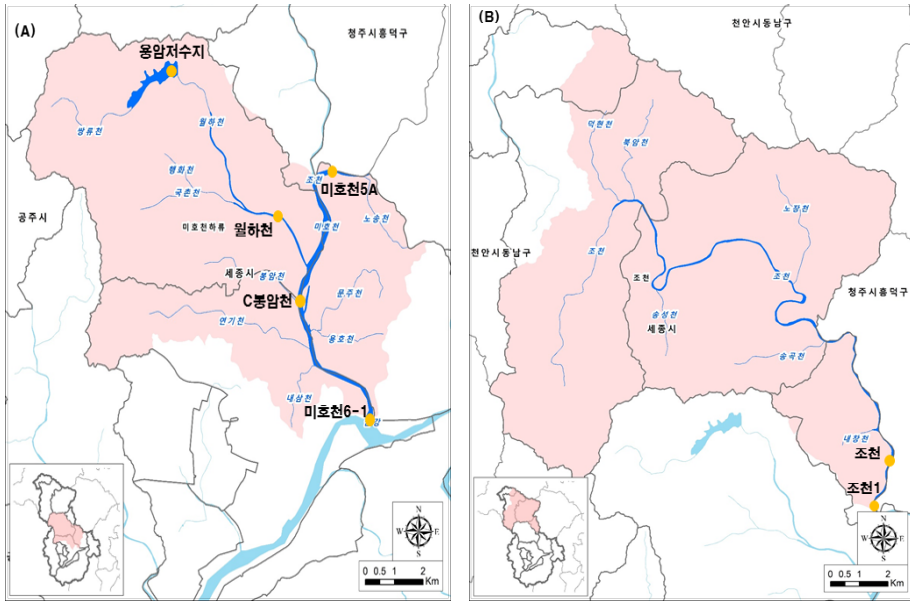 (A)
청주시흥덕구
용암저수지
월하천
쌍류천
행화천
국촌천
조천
미호천5A
노송천
공주시
미호천하류
월하천
미호천
세종시
봉암천
C봉암천
문주천
연기천
용호천
내삼천
미호천6-1
N
W
E
S
0 0.5 1 2
Km
(B)
천안시동남구
덕현천
북암천
노장천
천안시동남구
조천
조천
조천
청주시흥덕구
송성천
세종시
송곡천
내창천
조천
조천1
N
W
E
S
0 0.5 1 2
Km